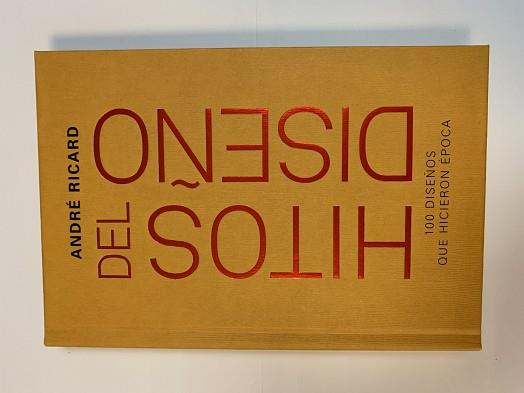 ANDRÉ RICARD
HITOS
DEL
DISEÑO
100 DISEÑOS
QUE HICIERON ÉPOCA